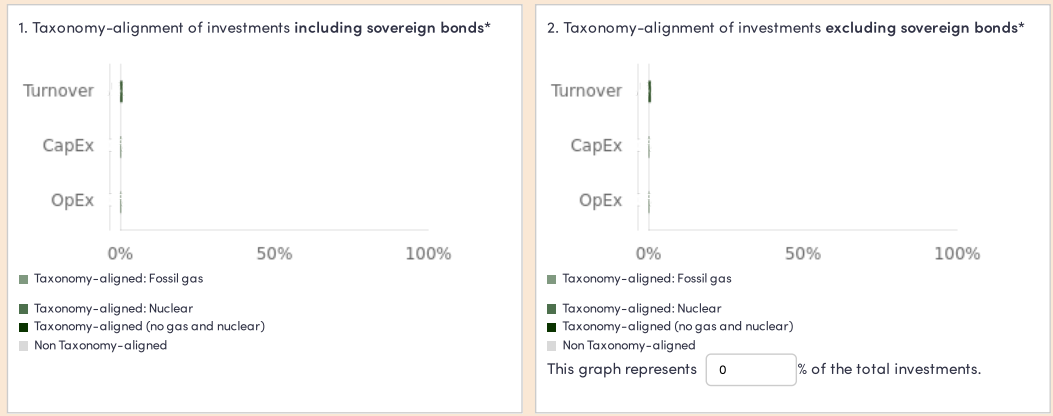 1. Taxonomy-alignment of investments including sovereign bonds*
Turnover
CapEx
OpEx
0% 50% 100%
Taxonomy-aligned: Fossil gas
Taxonomy-aligned: Nuclear
Taxonomy-aligned (no gas and nuclear)
Non Taxonomy-aligned
2. Taxonomy-alignment of investments excluding sovereign bonds*
Turnover
CapEx
OpEx
0% 50% 100%
Taxonomy-aligned: Fossil gas
Taxonomy-aligned: Nuclear
Taxonomy-aligned (no gas and nuclear)
Non Taxonomy-aligned
This graph represents 0 % of the total investments.